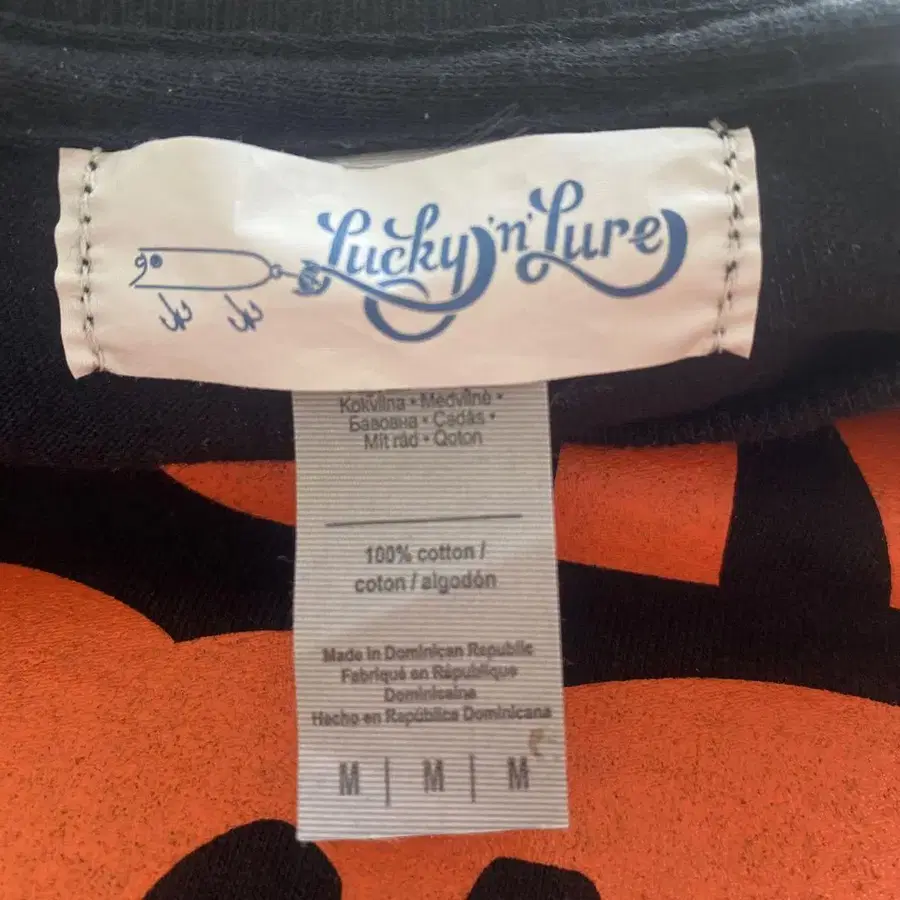 Lucky 'n' Lure
Kokvilna • Medvilnė •
Бавовна • Cadás •
Mit rád • Qoton
100% cotton /
coton / algodón
Made in Dominican Republic
Fabriqué en République
Dominicaine
Hecho en República Dominicana
M | M | M